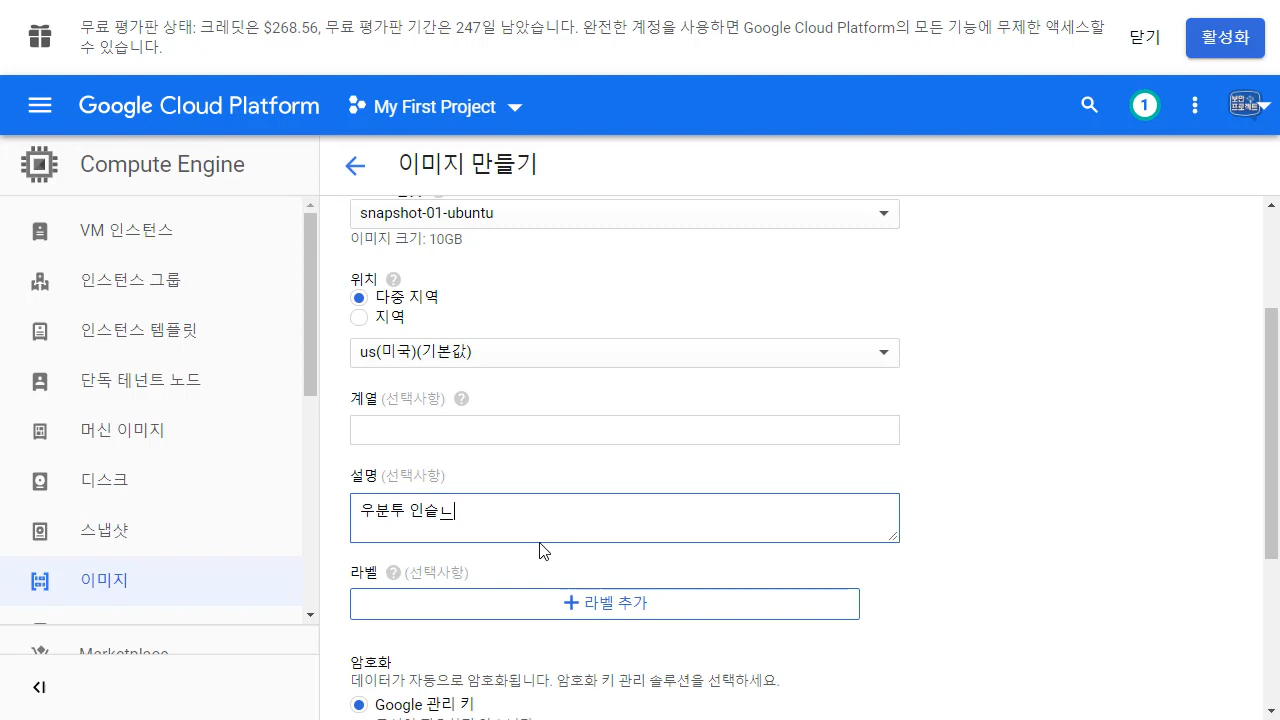 무료 평가판 상태: 크레딧은 $268.56, 무료 평가판 기간은 247일 남았습니다. 완전한 계정을 사용하면 Google Cloud Platform의 모든 기능에 무제한 액세스할
수 있습니다.
닫기
활성화
Google Cloud Platform
My First Project
1
Compute Engine
이미지 만들기
VM 인스턴스
인스턴스 그룹
인스턴스 템플릿
단독 테넌트 노드
머신 이미지
디스크
스냅샷
이미지
Marketplace
snapshot-01-ubuntu
이미지 크기: 10GB
위치
다중 지역
지역
us(미국)(기본값)
계열 (선택사항)
설명 (선택사항)
우분투 인슽ㄴ
라벨 (선택사항)
라벨 추가
암호화
데이터가 자동으로 암호화됩니다. 암호화 키 관리 솔루션을 선택하세요.
Google 관리 키